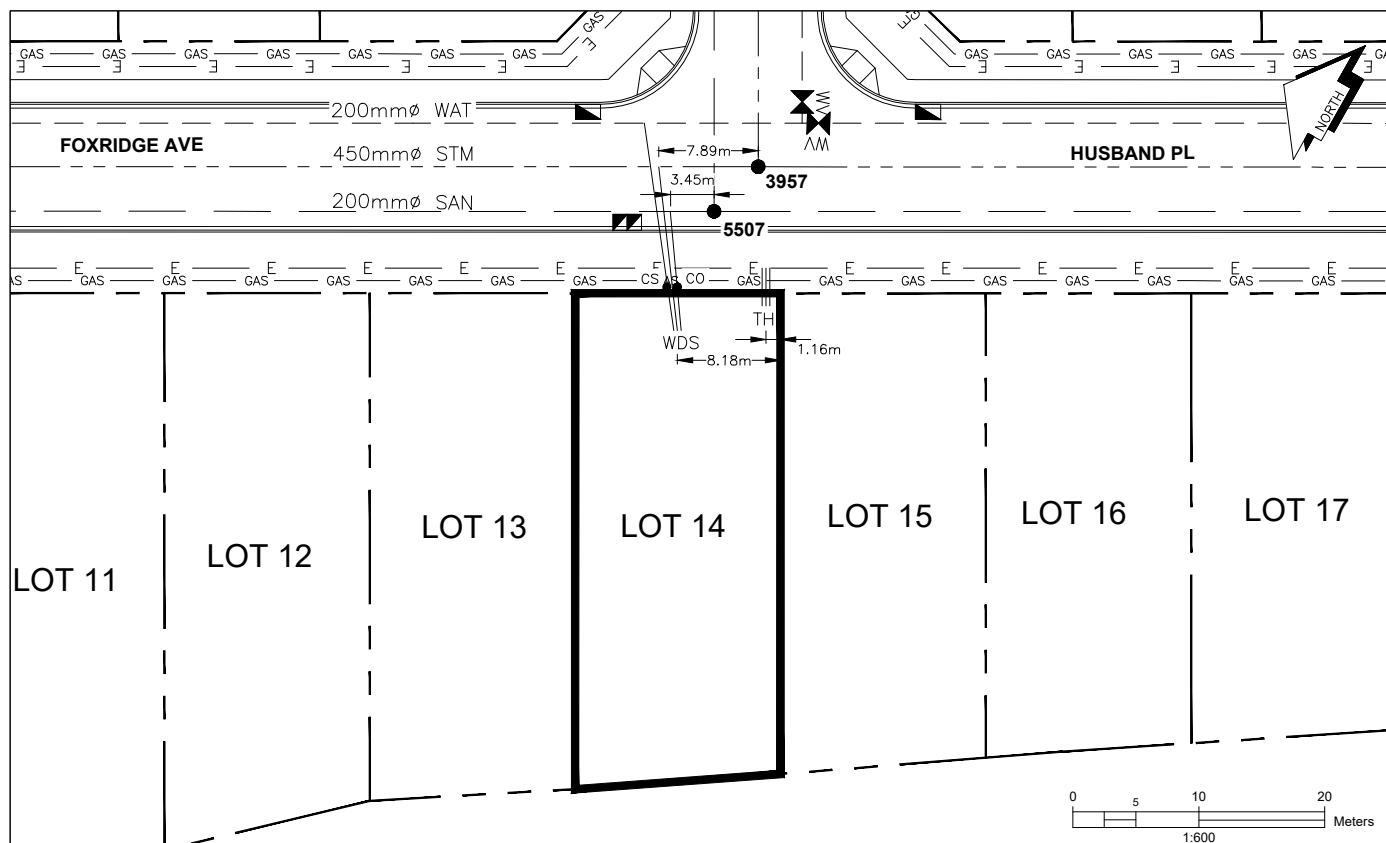 GAS GAS GAS GAS GAS GAS GAS
GAS
E E E E E E E
GAS GAS GAS GAS GAS GAS
E
E E E E
NORTH
200mmø WAT
WV
WV
FOXRIDGE AVE
450mmø STM
7.89m
HUSBAND PL
3.45m
3957
200mmø SAN
5507
E E E E E E E E E E E E E E
GAS GAS GAS GAS GAS GAS CS CO GAS GAS GAS GAS GAS GAS GAS GAS
TH
WDS
8.18m
1.16m
LOT 11
LOT 12
LOT 13
LOT 14
LOT 15
LOT 16
LOT 17
0 5 10 20
Meters
1:600